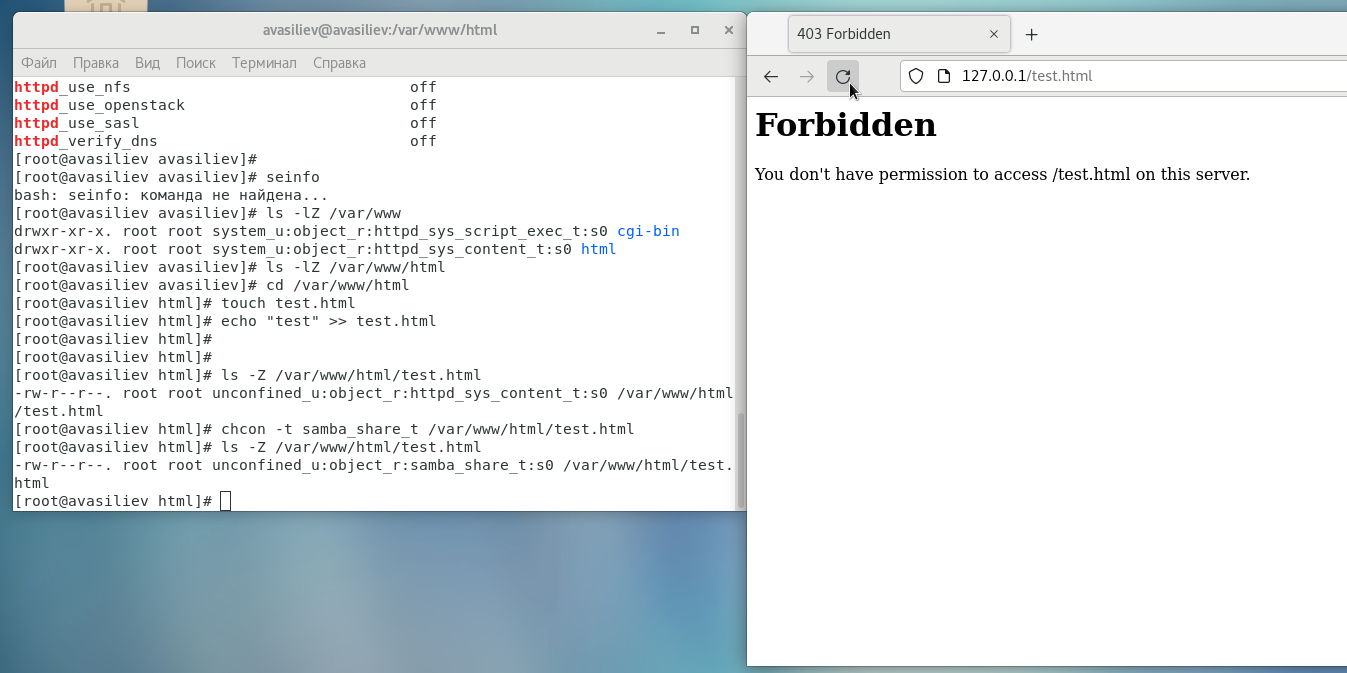 avasiliev@avasiliev:/var/www/html
Файл Правка Вид Поиск Терминал Справка
httpd_use_nfs off
httpd_use_openstack off
httpd_use_sasl off
httpd_verify_dns off
[root@avasiliev avasiliev]#
[root@avasiliev avasiliev]# seinfo
bash: seinfo: команда не найдена...
[root@avasiliev avasiliev]# ls -lZ /var/www
drwxr-xr-x. root root system_u:object_r:httpd_sys_script_exec_t:s0 cgi-bin
drwxr-xr-x. root root system_u:object_r:httpd_sys_content_t:s0 html
[root@avasiliev avasiliev]# ls -lZ /var/www/html
[root@avasiliev avasiliev]# cd /var/www/html
[root@avasiliev html]# touch test.html
[root@avasiliev html]# echo "test" >> test.html
[root@avasiliev html]#
[root@avasiliev html]#
[root@avasiliev html]# ls -Z /var/www/html/test.html
-rw-r--r--. root root unconfined_u:object_r:httpd_sys_content_t:s0 /var/www/html
/test.html
[root@avasiliev html]# chcon -t samba_share_t /var/www/html/test.html
[root@avasiliev html]# ls -Z /var/www/html/test.html
-rw-r--r--. root root unconfined_u:object_r:samba_share_t:s0 /var/www/html/test.
html
[root@avasiliev html]#
403 Forbidden
127.0.0.1/test.html
Forbidden
You don't have permission to access /test.html on this server.